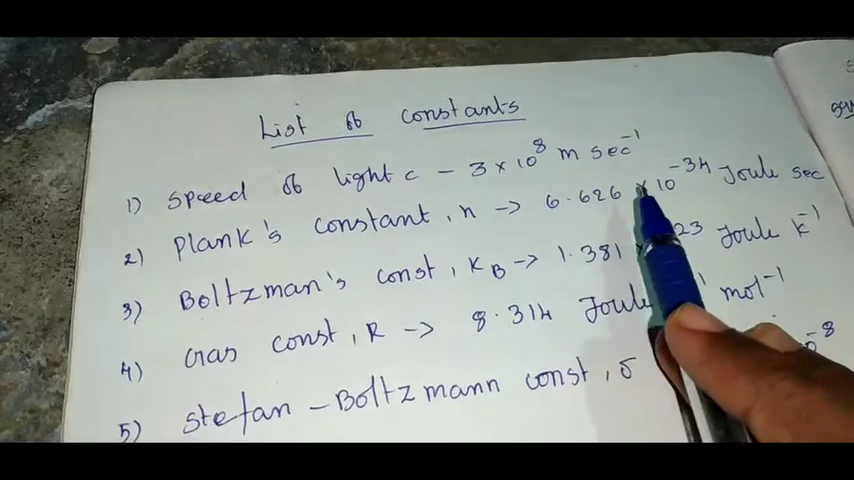 List of constants
1) Speed of light c - 3 × 10⁸ m sec⁻¹
2) Plank's constant, h → 6.626 × 10⁻³⁴ Joule sec
3) Boltzman's const, K_B → 1.381 × 23 Joule k⁻¹
4) Gas const, R → 8.314 Joule mol⁻¹
5) Stefan - Boltzmann const, σ ⁻⁸